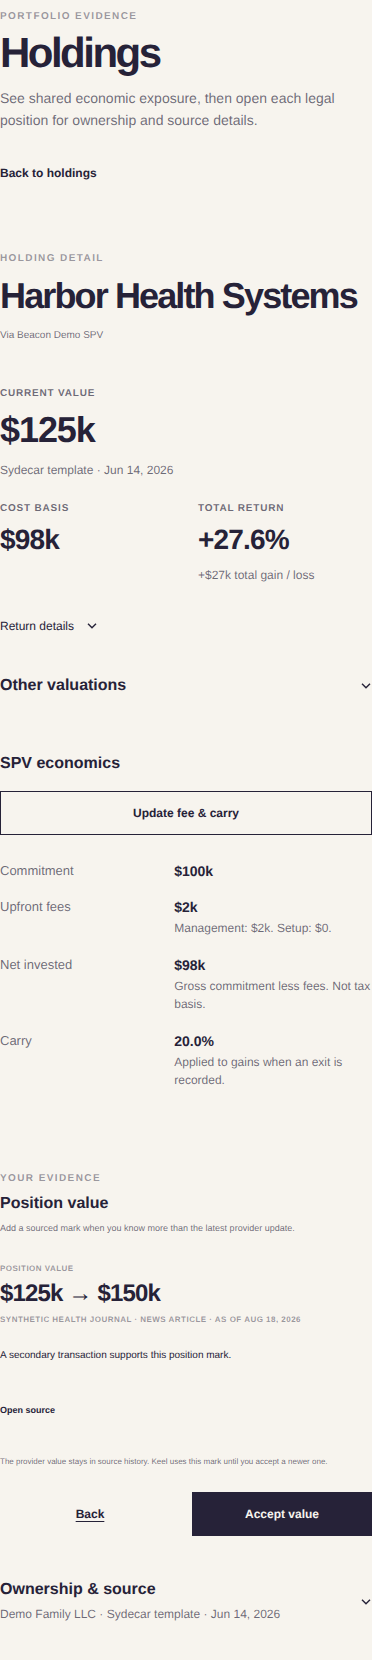 PORTFOLIO EVIDENCE
Holdings
See shared economic exposure, then open each legal
position for ownership and source details.
Back to holdings
HOLDING DETAIL
Harbor Health Systems
Via Beacon Demo SPV
CURRENT VALUE
$125k
Sydecar template · Jun 14, 2026
COST BASIS
$98k
TOTAL RETURN
+27.6%
+$27k total gain / loss
Return details
Other valuations
SPV economics
Update fee & carry
Commitment
$100k
Upfront fees
$2k
Management: $2k. Setup: $0.
Net invested
$98k
Gross commitment less fees. Not tax
basis.
Carry
20.0%
Applied to gains when an exit is
recorded.
YOUR EVIDENCE
Position value
Add a sourced mark when you know more than the latest provider update.
POSITION VALUE
$125k → $150k
SYNTHETIC HEALTH JOURNAL · NEWS ARTICLE · AS OF AUG 18, 2026
A secondary transaction supports this position mark.
Open source
The provider value stays in source history. Keel uses this mark until you accept a newer one.
Back
Accept value
Ownership & source
Demo Family LLC · Sydecar template · Jun 14, 2026